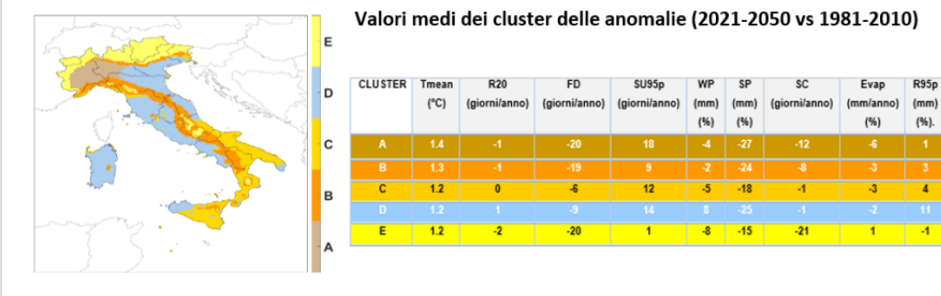 Valori medi dei cluster delle anomalie (2021-2050 vs 1981-2010)
E
D
C
B
A
CLUSTER Tmean (°C) R20 (giorni/anno) FD (giorni/anno) SU95p (giorni/anno) WP (mm) (%) SP (mm) (%) SC (giorni/anno) Evap (mm/anno) (%) R95p (mm) (%).
A 1.4 -1 -20 18 -4 -27 -12 -6 1
B 1.3 -1 -19 9 -2 -24 -8 -3 3
C 1.2 0 -6 12 -5 -18 -1 -3 4
D 1.2 1 -9 14 8 -25 -1 -2 11
E 1.2 -2 -20 1 -8 -15 -21 1 -1